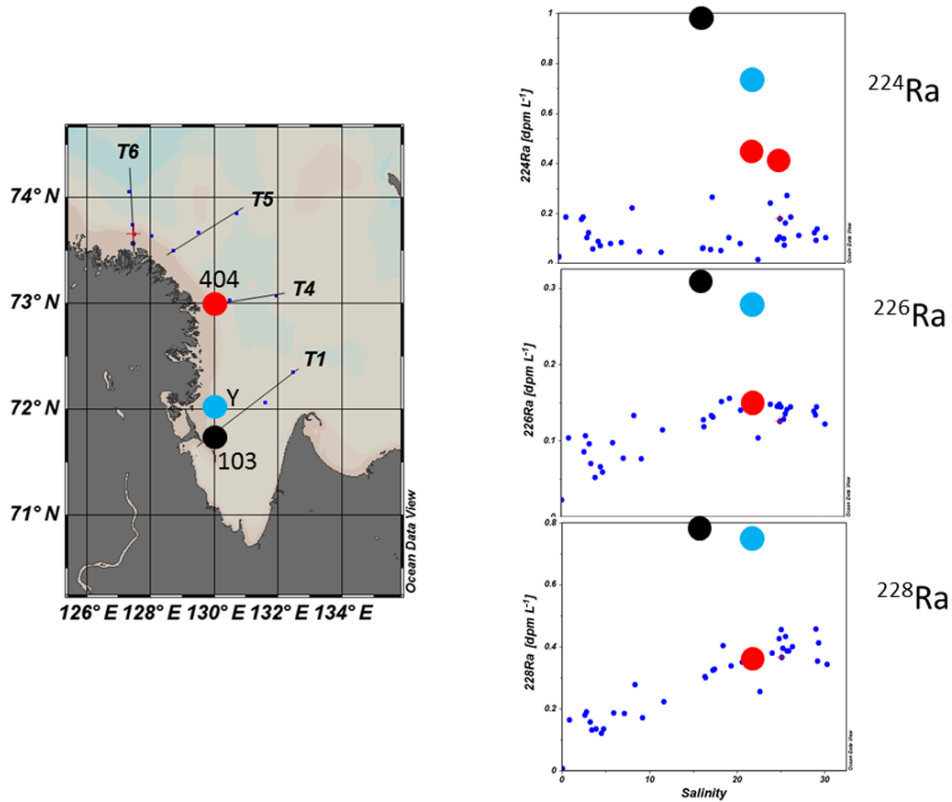 T6
T5
404
T4
T1
Y
103
74° N
73° N
72° N
71° N
126° E 128° E 130° E 132° E 134° E
Ocean Data View
224Ra [dpm L-1]
1
0.8
0.6
0.4
0.2
0
Ocean Data View
224Ra
226Ra [dpm L-1]
0.3
0.2
0.1
0
Ocean Data View
226Ra
228Ra [dpm L-1]
0.8
0.6
0.4
0.2
0
Ocean Data View
228Ra
0 10 20 30
Salinity